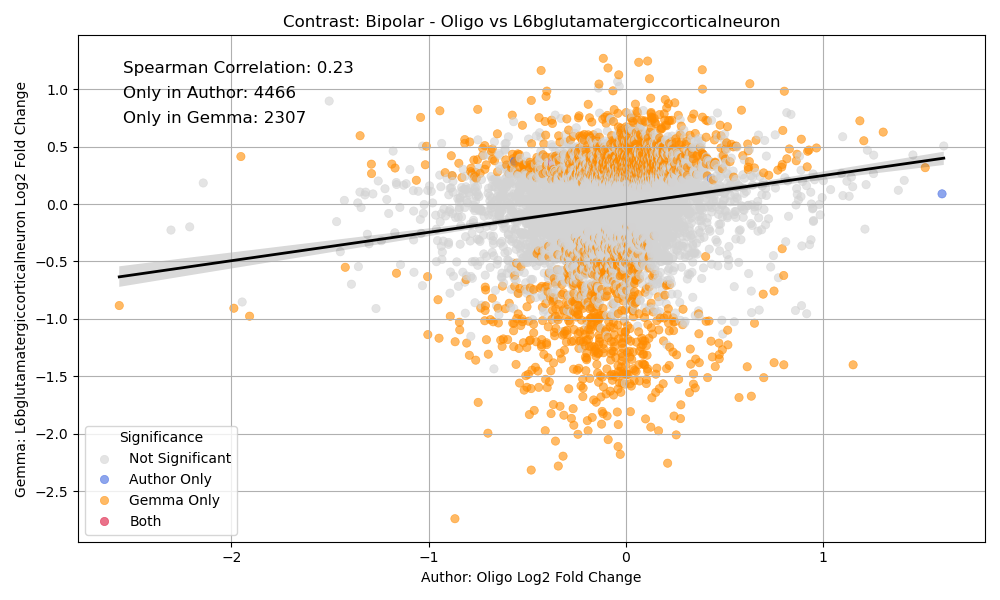 Contrast: Bipolar - Oligo vs L6bglutamatergiccorticalneuron
Spearman Correlation: 0.23
Only in Author: 4466
Only in Gemma: 2307
Gemma: L6bglutamatergiccorticalneuron Log2 Fold Change
1.0
0.5
0.0
−0.5
−1.0
−1.5
−2.0
−2.5
Significance
Not Significant
Author Only
Gemma Only
Both
−2
−1
0
1
Author: Oligo Log2 Fold Change